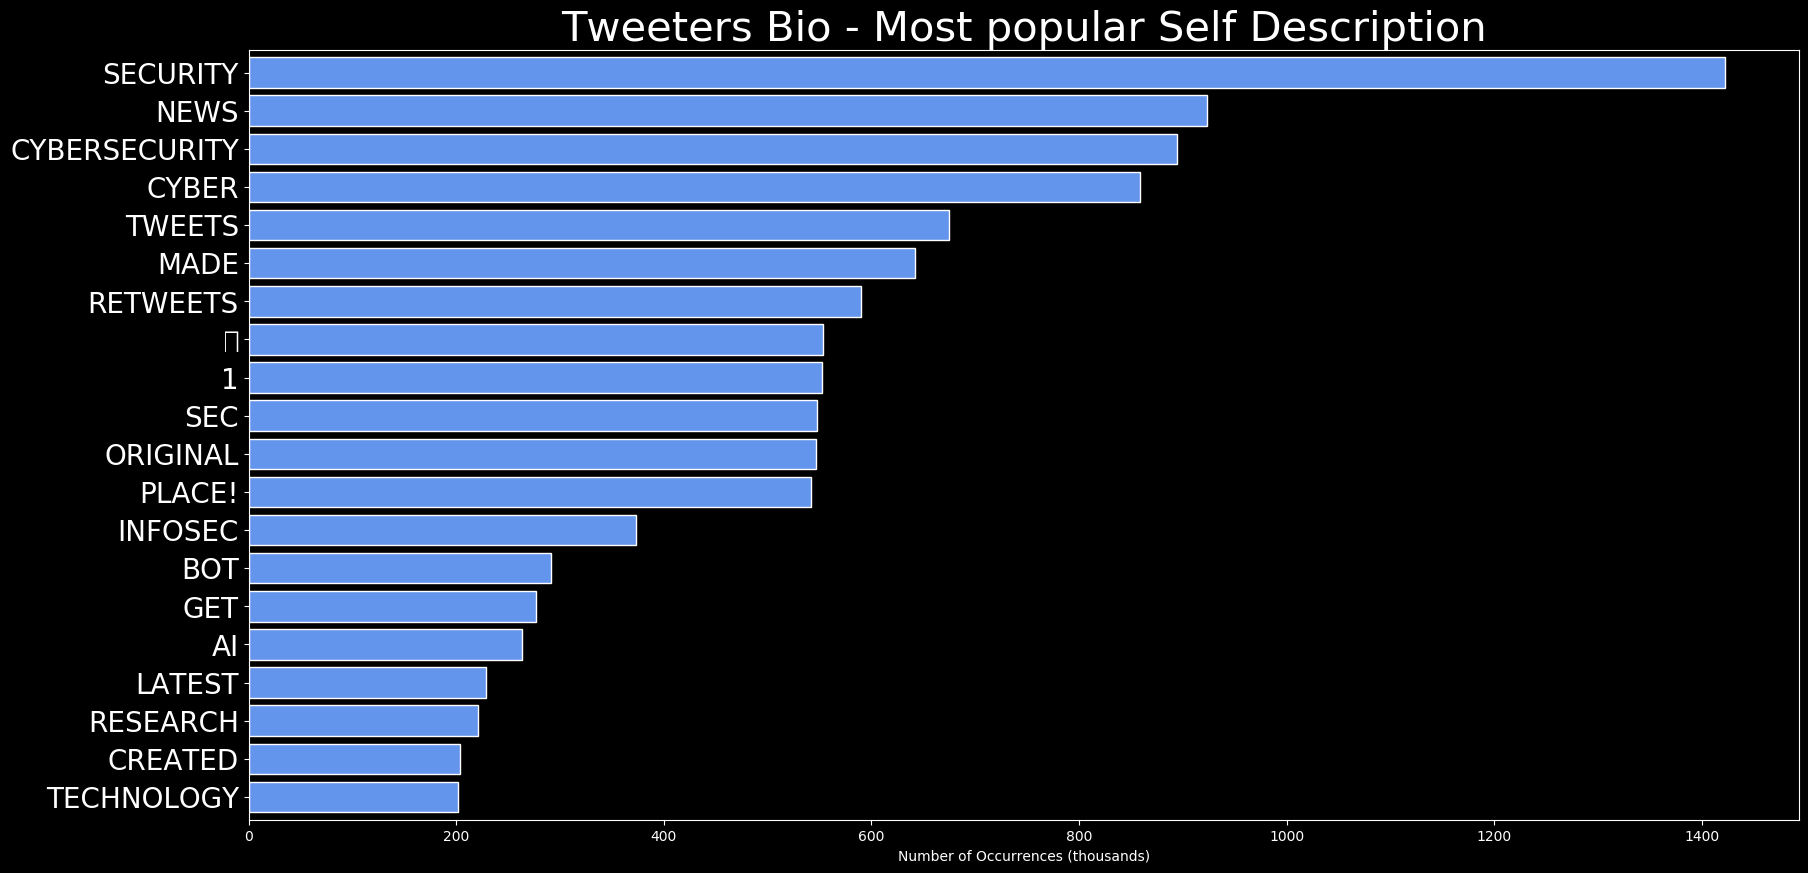 Tweeters Bio - Most popular Self Description
SECURITY
NEWS
CYBERSECURITY
CYBER
TWEETS
MADE
RETWEETS
1
SEC
ORIGINAL
PLACE!
INFOSEC
BOT
GET
AI
LATEST
RESEARCH
CREATED
TECHNOLOGY
0 200 400 600 800 1000 1200 1400
Number of Occurrences (thousands)